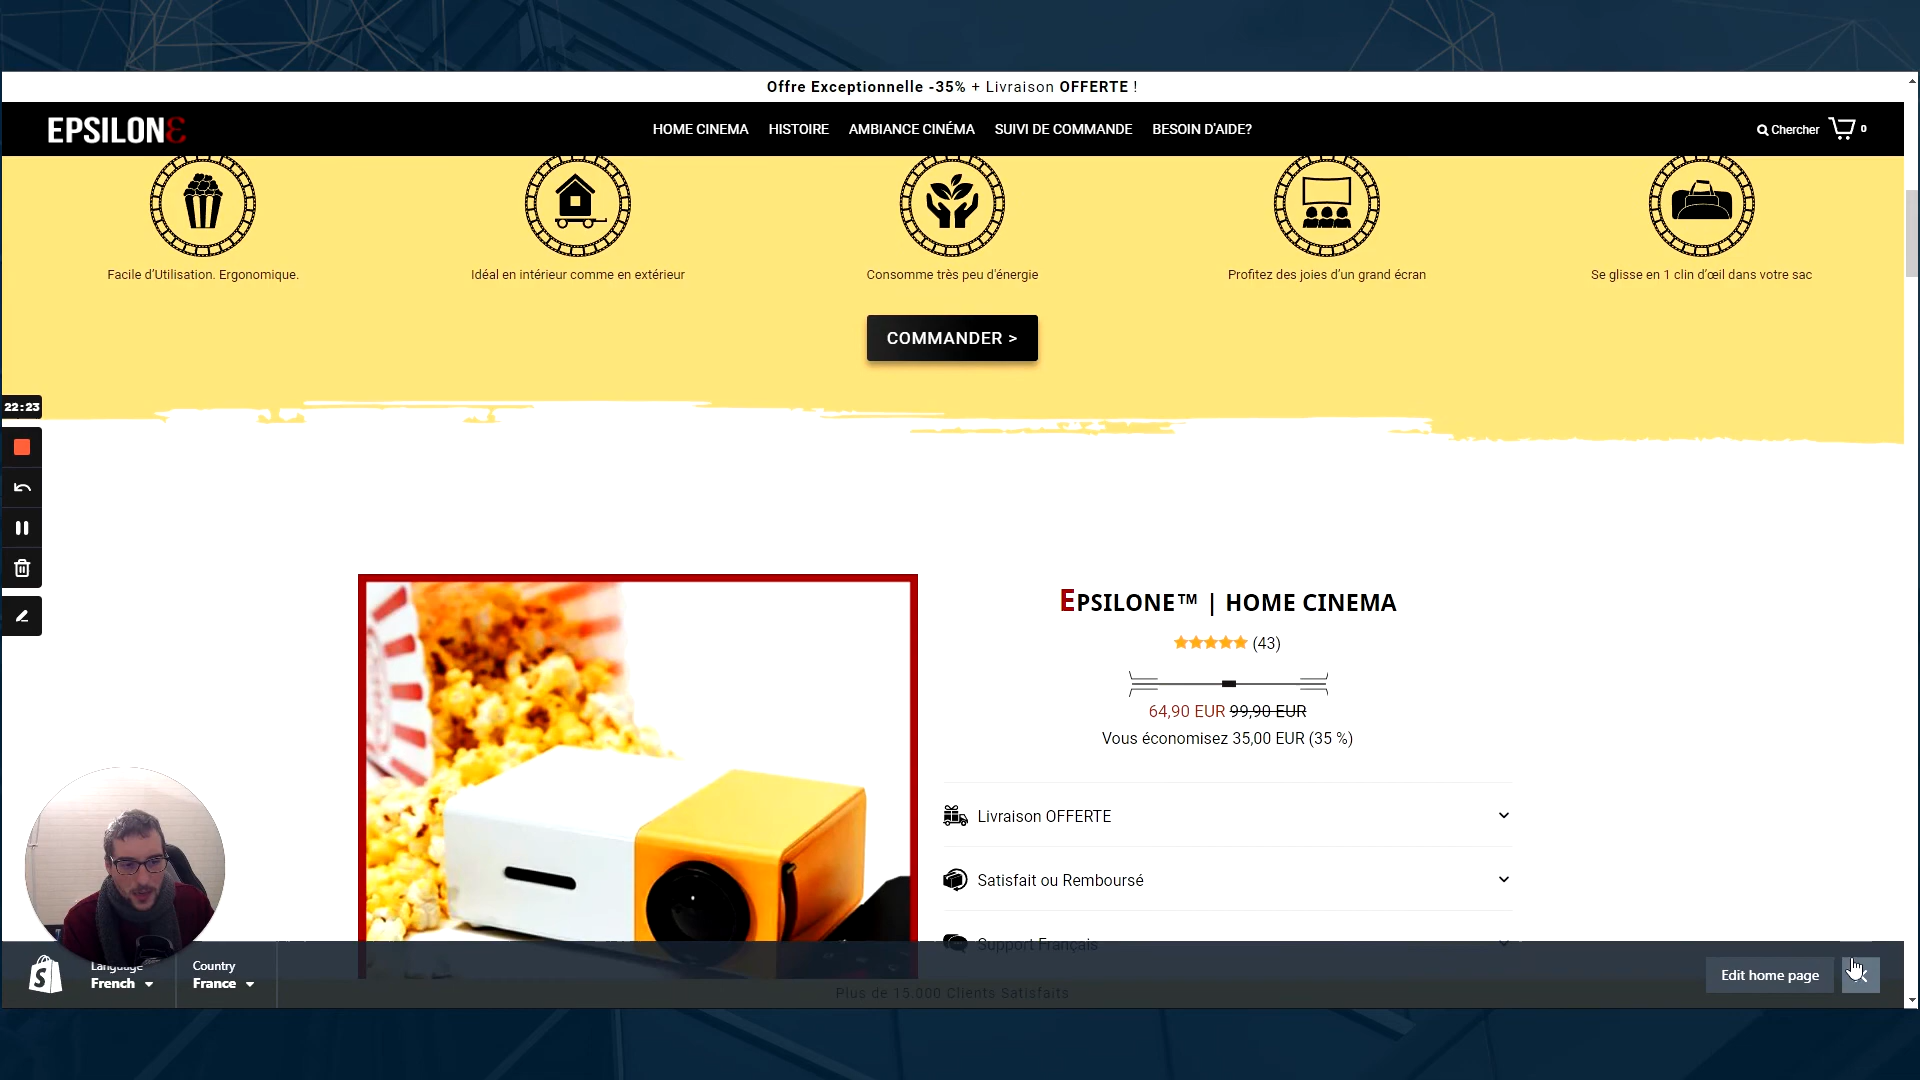 Offre Exceptionnelle -35% + Livraison OFFERTE !
EPSILONE
HOME CINEMA HISTOIRE AMBIANCE CINÉMA SUIVI DE COMMANDE BESOIN D'AIDE?
Chercher 0
Facile d'Utilisation. Ergonomique.
Idéal en intérieur comme en extérieur
Consomme très peu d'énergie
Profitez des joies d'un grand écran
Se glisse en 1 clin d'œil dans votre sac
COMMANDER >
22:23
EPSILONE™ | HOME CINEMA
(43)
64,90 EUR 99,90 EUR
Vous économisez 35,00 EUR (35 %)
Livraison OFFERTE
Satisfait ou Remboursé
Support Français
Plus de 15.000 Clients Satisfaits
Language
French
Country
France
Edit home page